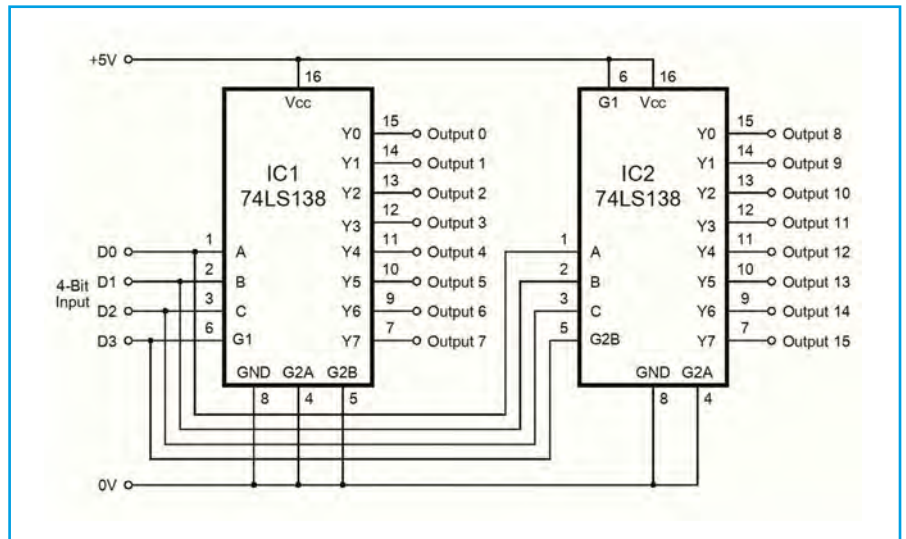 +5V
16
6
16
Vcc
G1
Vcc
15
Y0
Output 0
15
Y0
Output 8
14
Y1
Output 1
14
Y1
Output 9
IC1
74LS138
IC2
74LS138
13
Y2
Output 2
13
Y2
Output 10
12
Y3
Output 3
12
Y3
Output 11
D0
1
A
11
Y4
Output 4
1
A
11
Y4
Output 12
4-Bit
Input
D1
2
B
10
Y5
Output 5
2
B
10
Y5
Output 13
D2
3
C
9
Y6
Output 6
3
C
9
Y6
Output 14
D3
6
G1
7
Y7
Output 7
5
G2B
7
Y7
Output 15
GND G2A G2B
8 4 5
GND G2A
8 4
0V